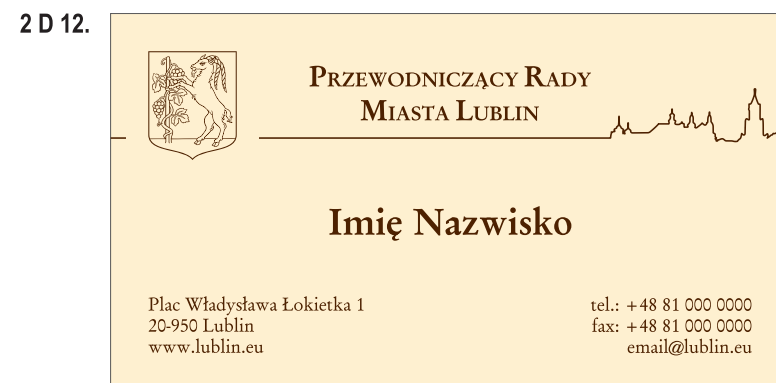 2 D 12.
Przewodniczący Rady
Miasta Lublin
Imię Nazwisko
Plac Władysława Łokietka 1
20-950 Lublin
www.lublin.eu
tel.: +48 81 000 0000
fax: +48 81 000 0000
email@lublin.eu